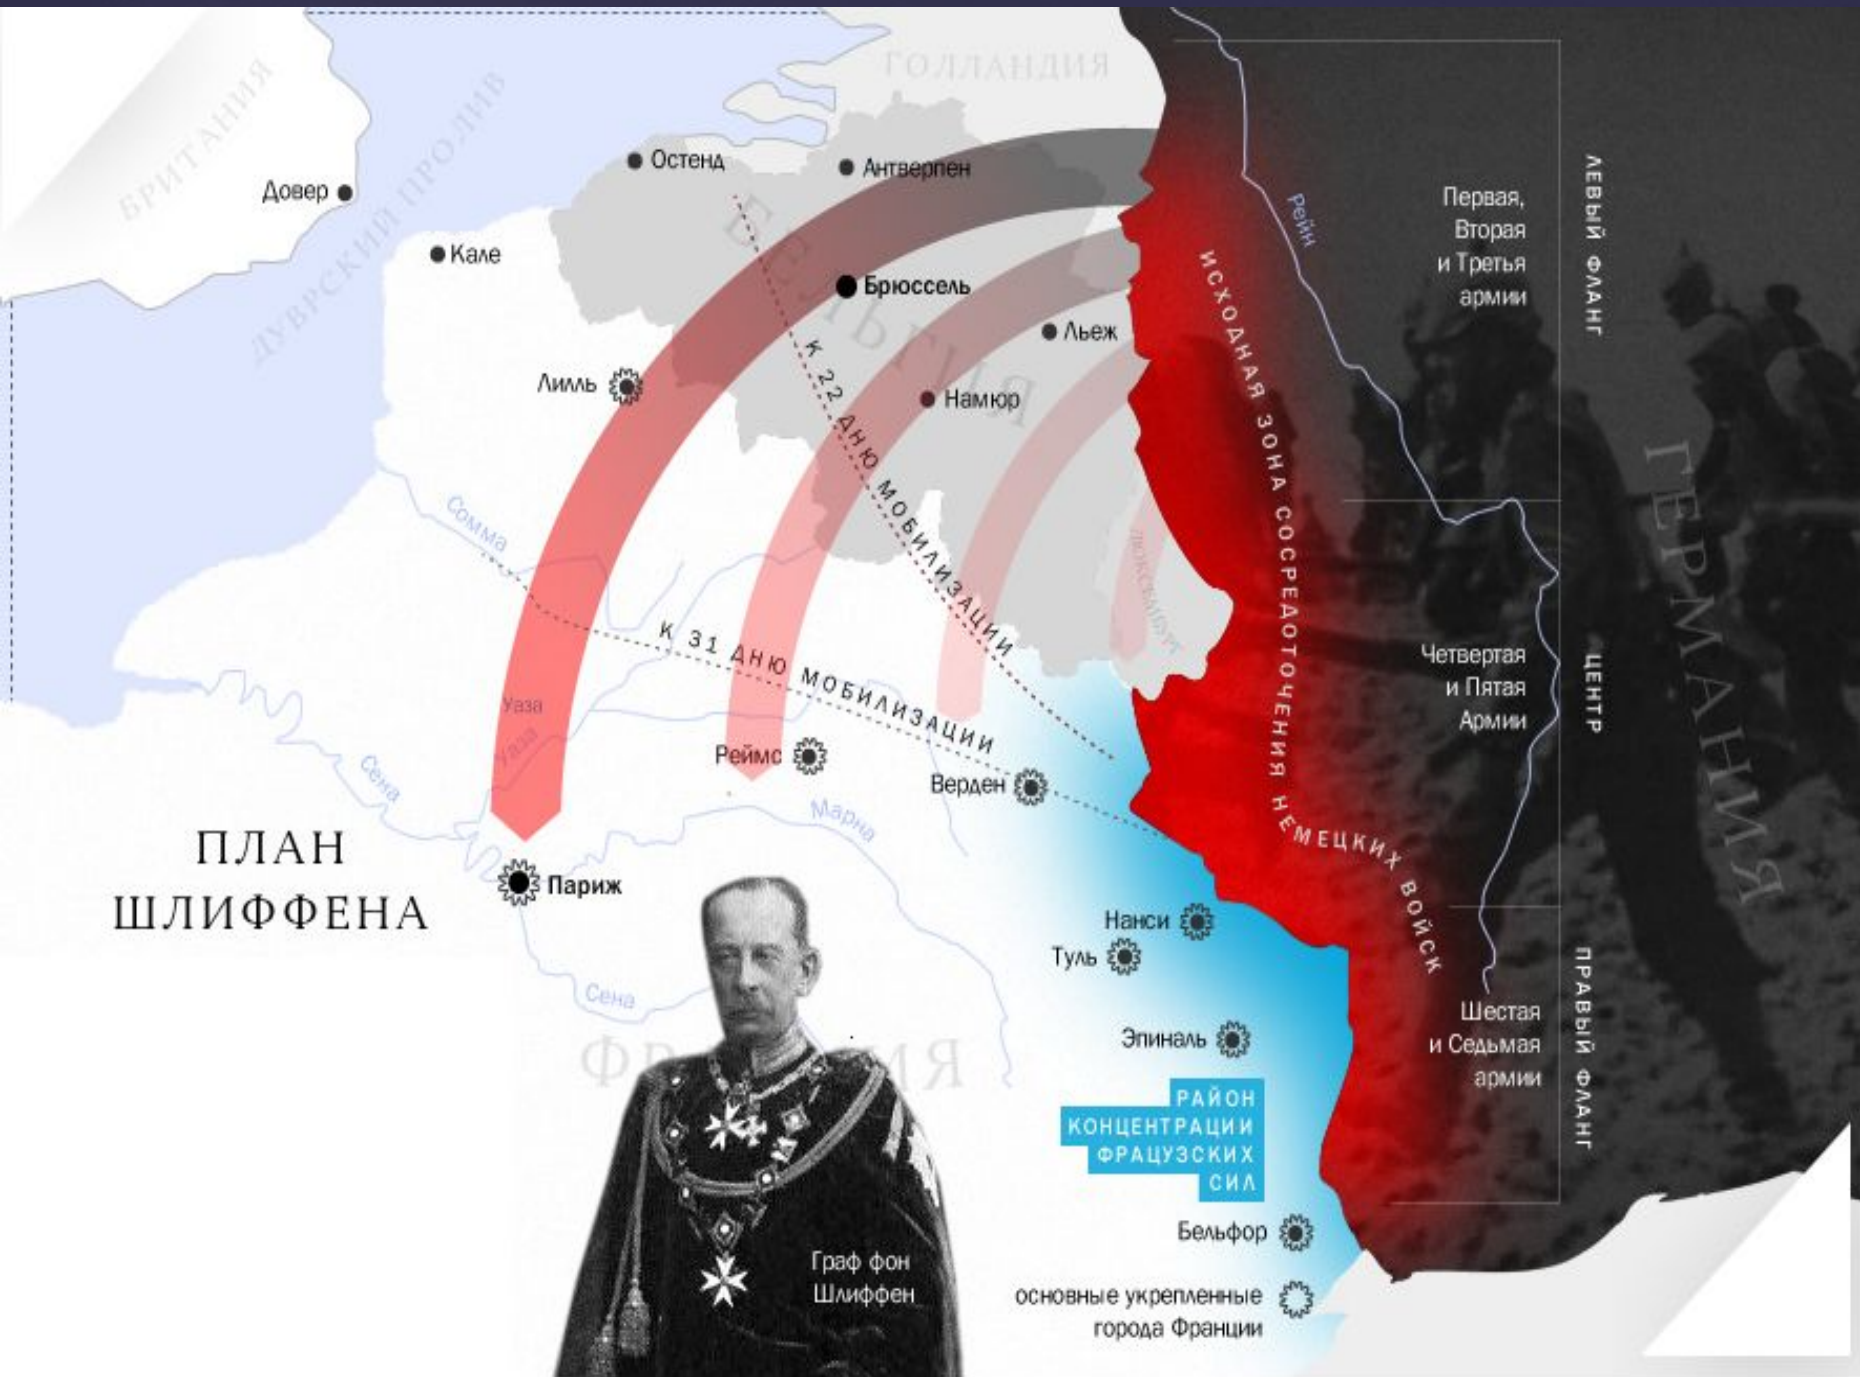 ГОЛЛАНДИЯ
БРИТАНИЯ
ДУВРСКИЙ ПРОЛИВ
Остенд
Антверпен
Довер
Кале
БЕЛЬГИЯ
Брюссель
Льеж
Лилль
Намюр
К 22 ДНЮ МОБИЛИЗАЦИИ
Сомма
ЛЮКСЕМБУРГ
К 31 ДНЮ МОБИЛИЗАЦИИ
Уаза
Уаза
Реймс
Верден
Сена
Марна
ПЛАН
ШЛИФФЕНА
Париж
Нанси
Туль
Сена
Эпиналь
РАЙОН
КОНЦЕНТРАЦИИ
ФРАЦУЗСКИХ
СИЛ
Бельфор
основные укрепленные
города Франции
Граф фон
Шлиффен
Рейн
ИСХОДНАЯ ЗОНА СОСРЕДОТОЧЕНИЯ НЕМЕЦКИХ ВОЙСК
Первая,
Вторая
и Третья
армии
ЛЕВЫЙ ФЛАНГ
Четвертая
и Пятая
Армии
ЦЕНТР
ГЕРМАНИЯ
Шестая
и Седьмая
армии
ПРАВЫЙ ФЛАНГ